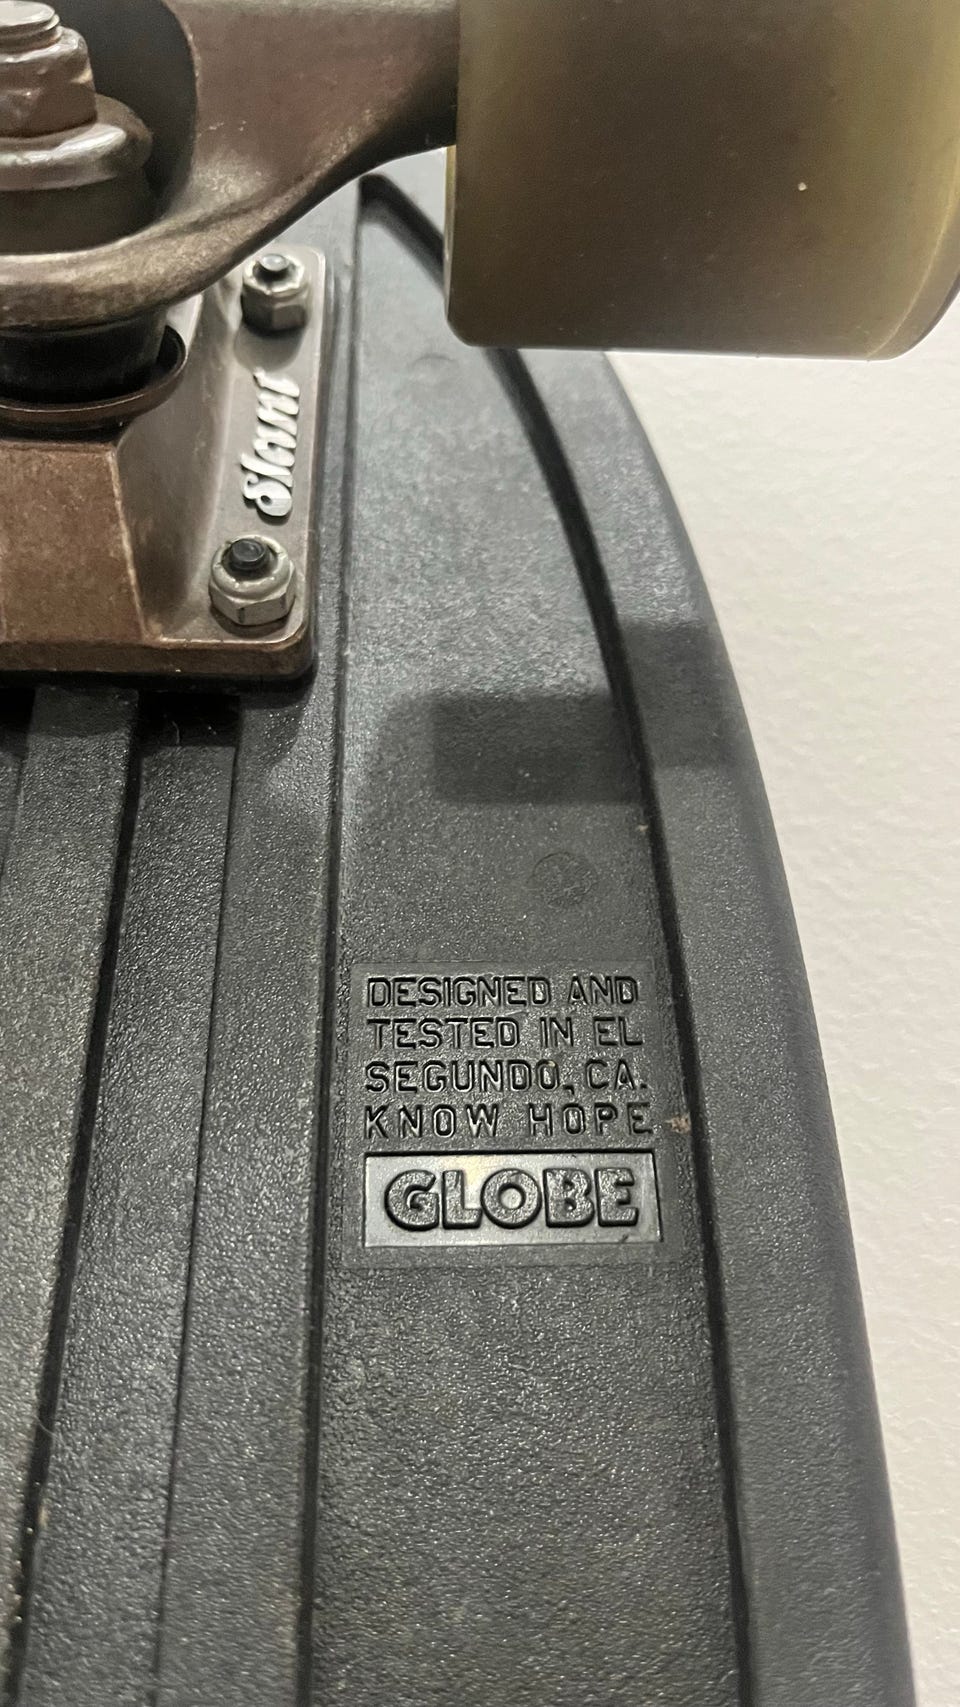 Slant
DESIGNED AND
TESTED IN EL
SEGUNDO, CA.
KNOW HOPE
GLOBE